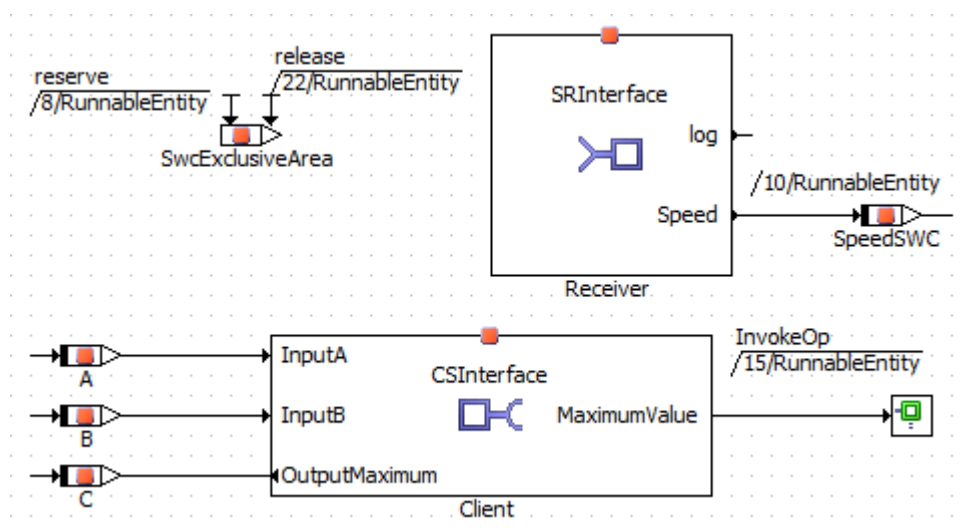 release
/22/RunnableEntity
reserve
/8/RunnableEntity
SwcExclusiveArea
SRInterface
log
Speed
Receiver
/10/RunnableEntity
SpeedSWC
InvokeOp
/15/RunnableEntity
InputA
CSInterface
A
InputB
MaximumValue
B
OutputMaximum
C
Client